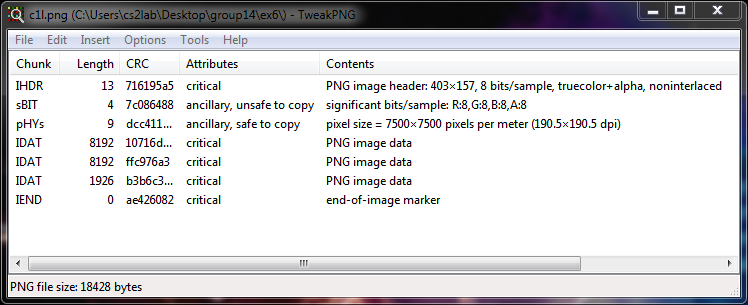 c1l.png (C:\Users\cs2lab\Desktop\group14\ex6\) - TweakPNG
File Edit Insert Options Tools Help
Chunk Length CRC Attributes Contents
IHDR 13 716195a5 critical PNG image header: 403×157, 8 bits/sample, truecolor+alpha, noninterlaced
sBIT 4 7c086488 ancillary, unsafe to copy significant bits/sample: R:8,G:8,B:8,A:8
pHYs 9 dcc411... ancillary, safe to copy pixel size = 7500×7500 pixels per meter (190.5×190.5 dpi)
IDAT 8192 10716d... critical PNG image data
IDAT 8192 ffc976a3 critical PNG image data
IDAT 1926 b3b6c3... critical PNG image data
IEND 0 ae426082 critical end-of-image marker
PNG file size: 18428 bytes